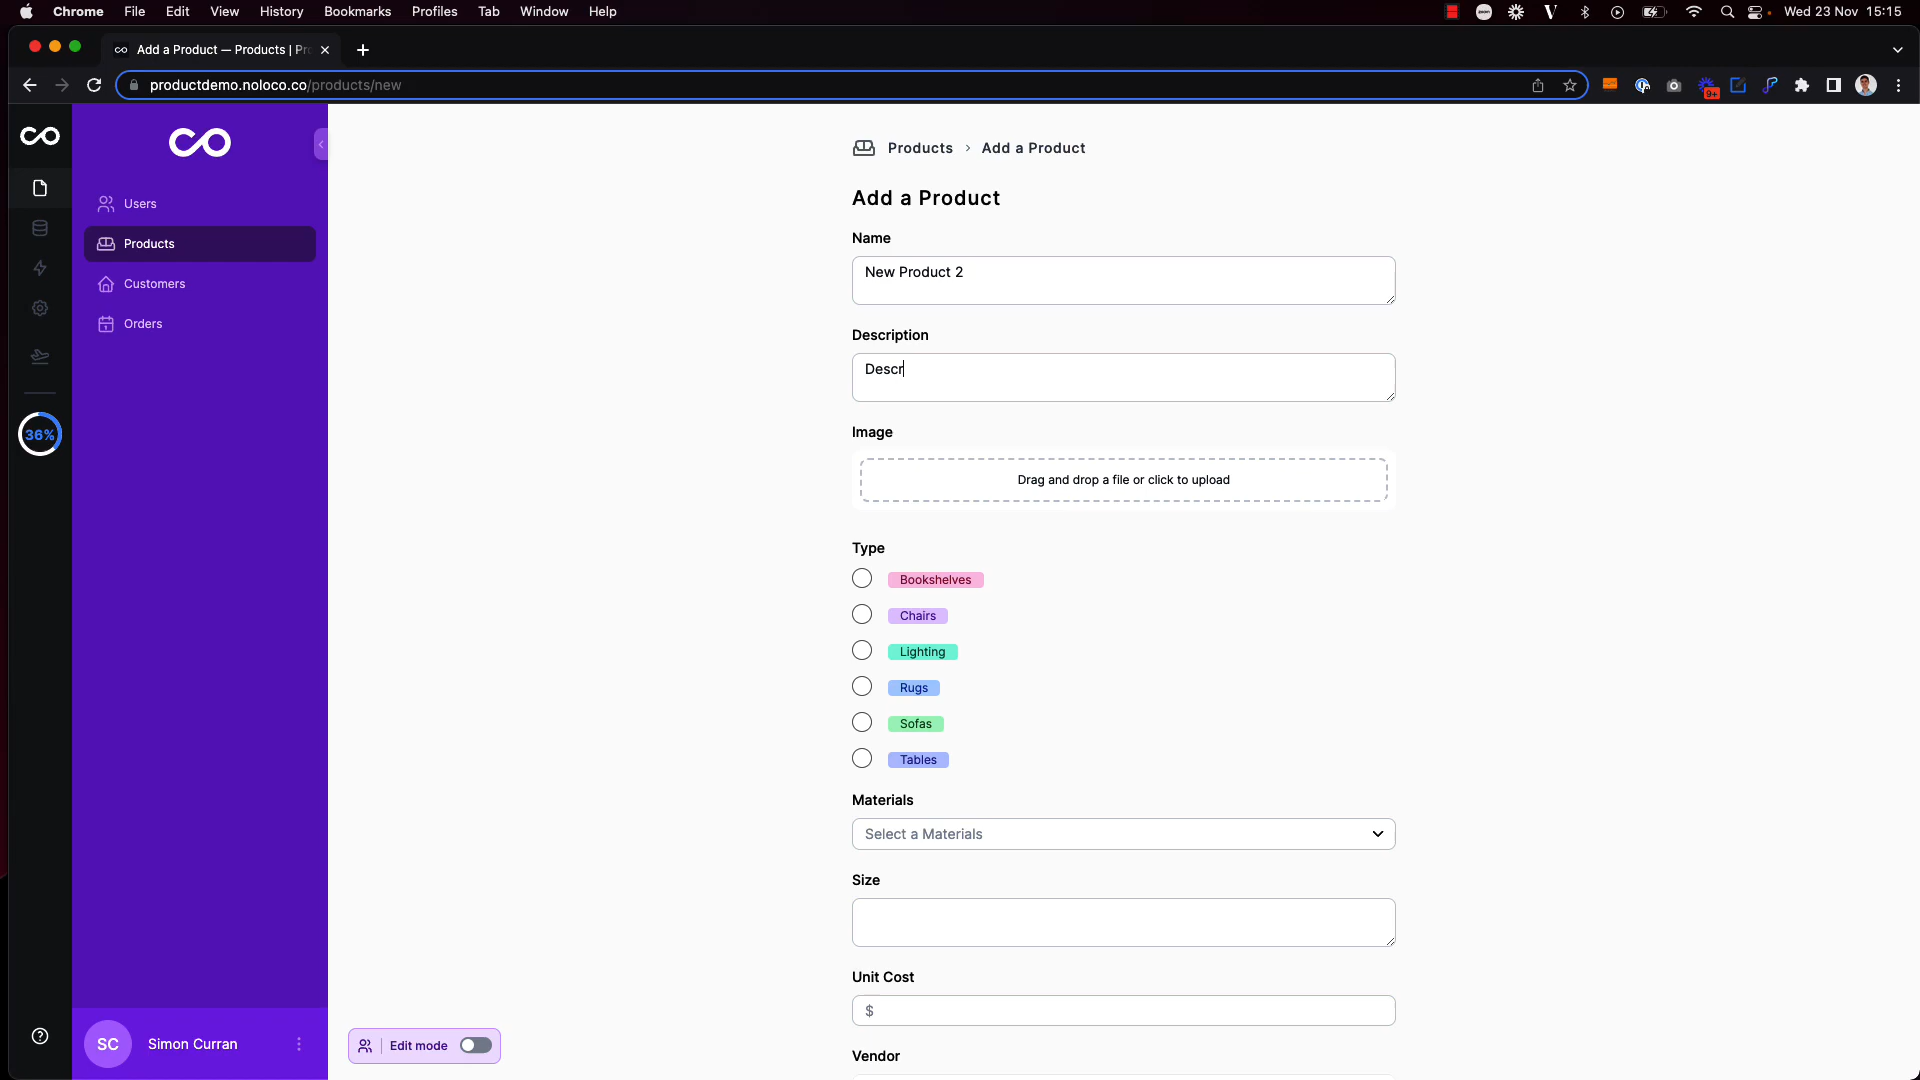 Chrome File Edit View History Bookmarks Profiles Tab Window Help
zoom
Wed 23 Nov 15:15
Add a Product — Products | Pro
productdemo.noloco.co/products/new
9+
Users
Products
Customers
Orders
36%
SC
Simon Curran
Edit mode
Products › Add a Product
Add a Product
Name
New Product 2
Description
Descr
Image
Drag and drop a file or click to upload
Type
Bookshelves
Chairs
Lighting
Rugs
Sofas
Tables
Materials
Select a Materials
Size
Unit Cost
$
Vendor